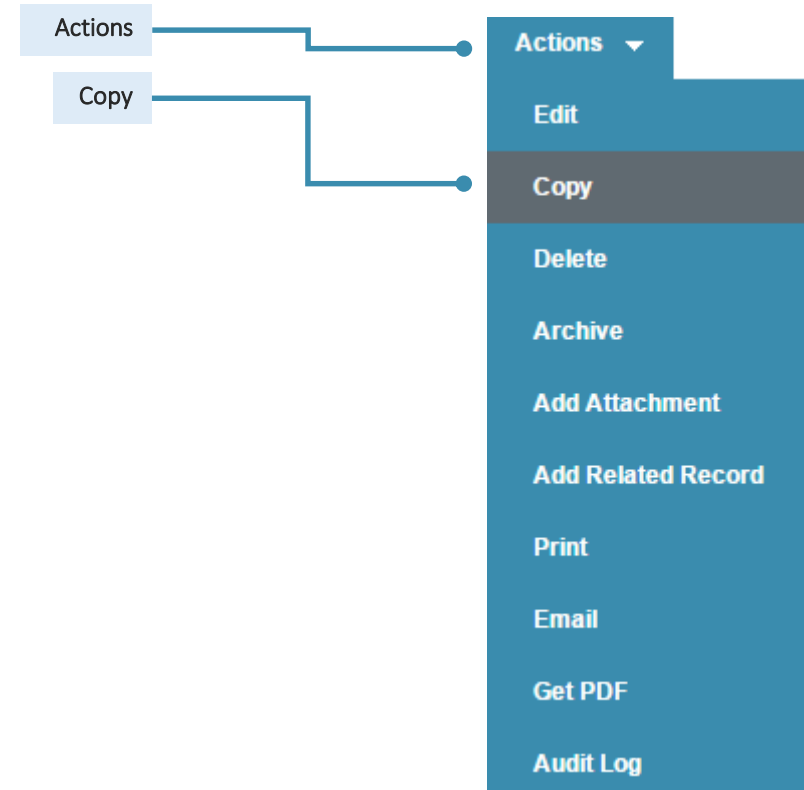 Actions
Copy
Actions
Edit
Copy
Delete
Archive
Add Attachment
Add Related Record
Print
Email
Get PDF
Audit Log